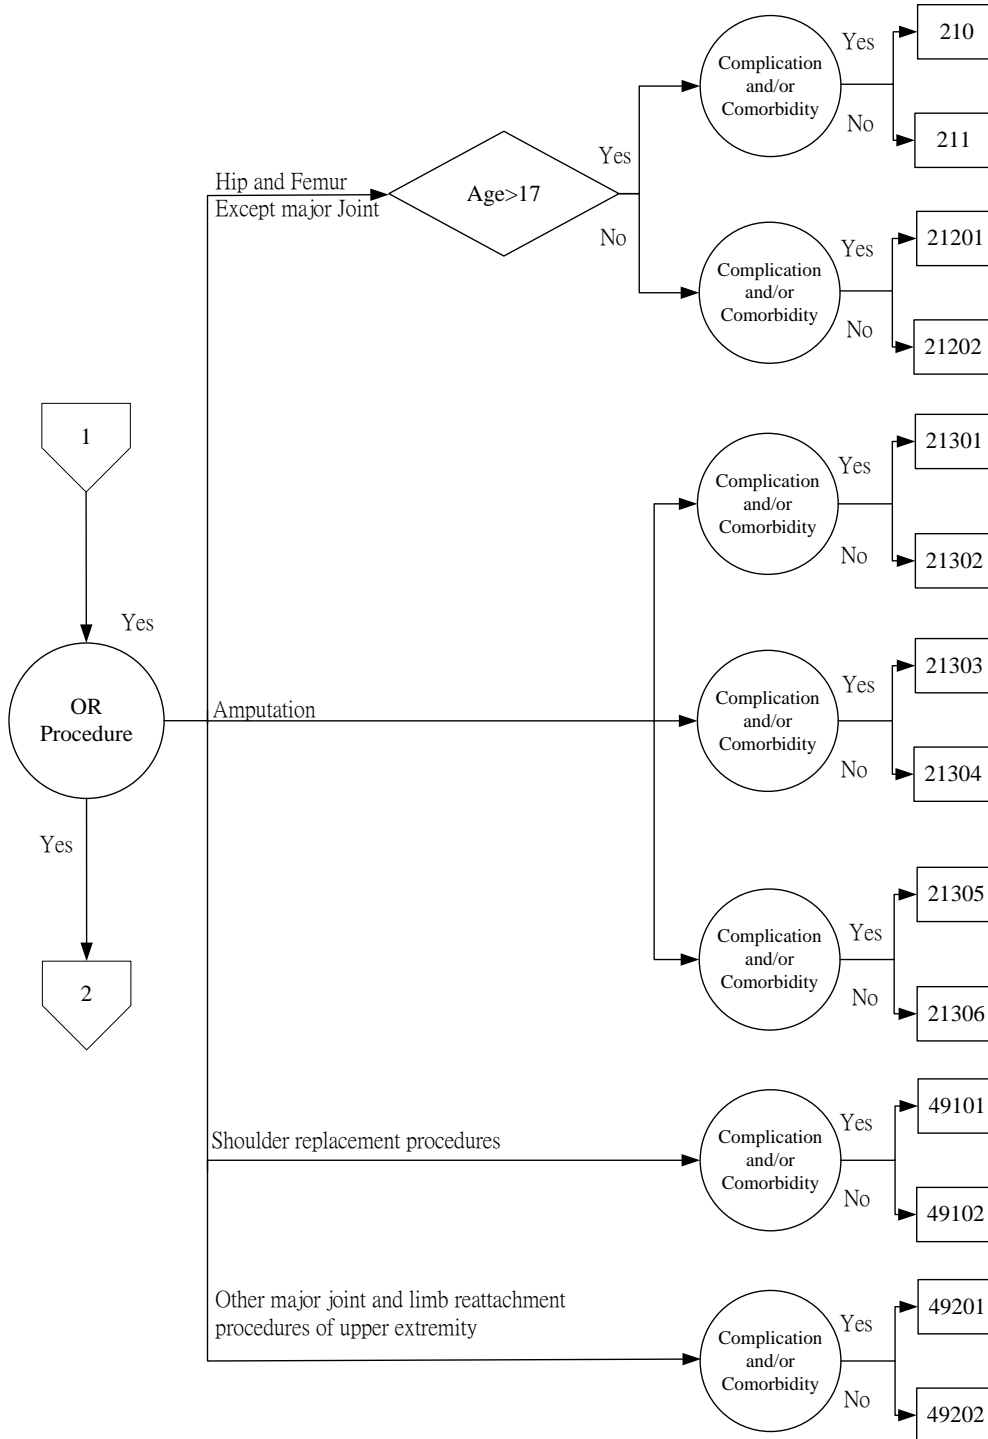 Yes
210
Complication
and/or
Comorbidity
No
211
Hip and Femur
Except major Joint
Age>17
Yes
No
Yes
21201
Complication
and/or
Comorbidity
No
21202
1
Yes
21301
Complication
and/or
Comorbidity
No
21302
Yes
OR
Procedure
Yes
Amputation
Yes
21303
Complication
and/or
Comorbidity
No
21304
2
Yes
21305
Complication
and/or
Comorbidity
No
21306
Shoulder replacement procedures
Yes
49101
Complication
and/or
Comorbidity
No
49102
Other major joint and limb reattachment
procedures of upper extremity
Yes
49201
Complication
and/or
Comorbidity
No
49202